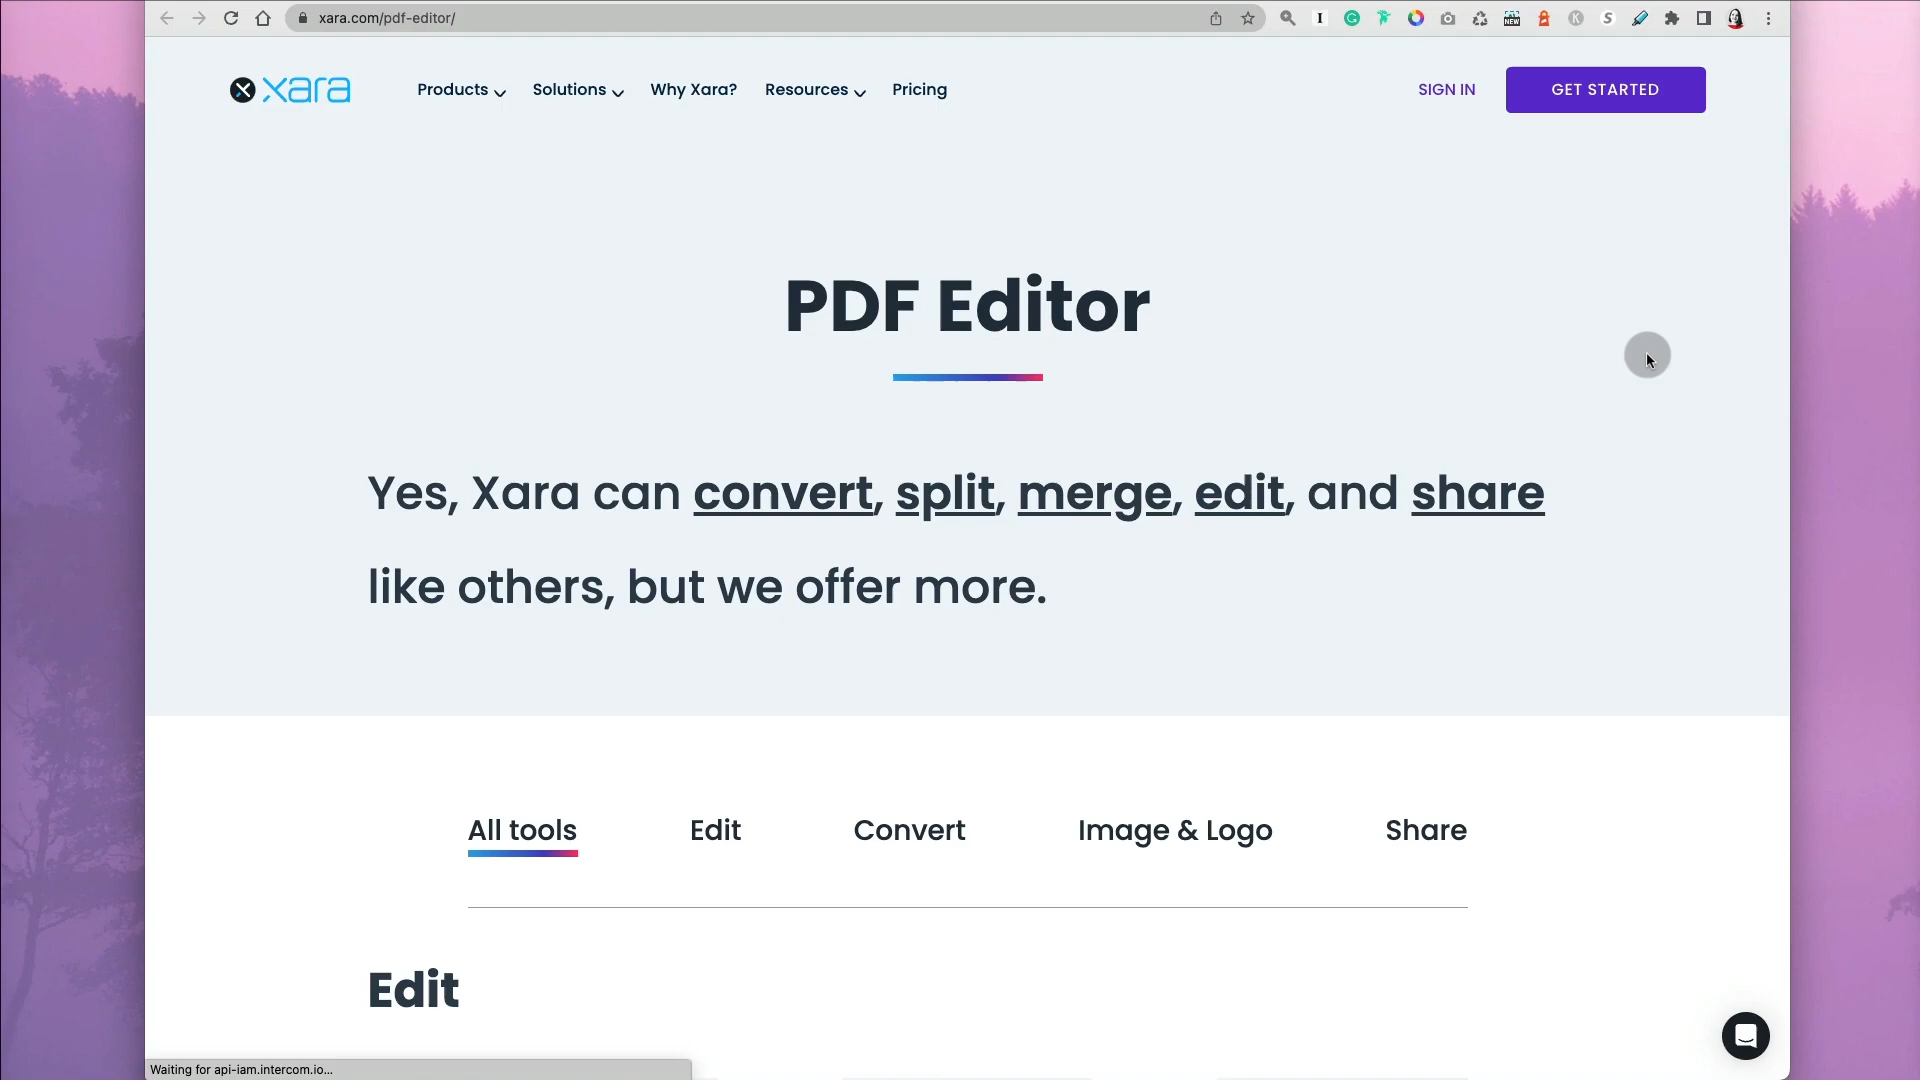 xara.com/pdf-editor/
xara
Products
Solutions
Why Xara?
Resources
Pricing
SIGN IN
GET STARTED
PDF Editor
Yes, Xara can convert, split, merge, edit, and share
like others, but we offer more.
All tools
Edit
Convert
Image & Logo
Share
Edit
Waiting for api-iam.intercom.io...